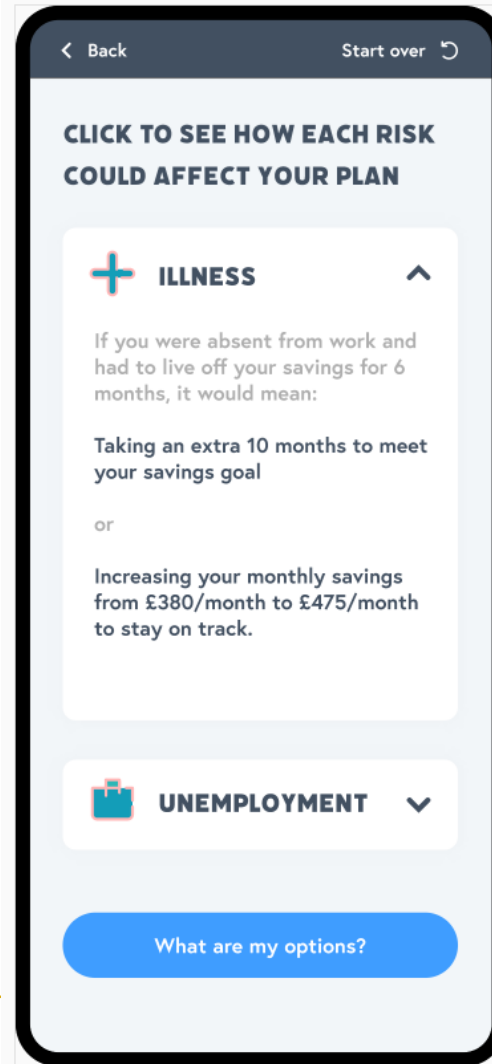 Back
Start over
CLICK TO SEE HOW EACH RISK
COULD AFFECT YOUR PLAN
ILLNESS
If you were absent from work and
had to live off your savings for 6
months, it would mean:
Taking an extra 10 months to meet
your savings goal
or
Increasing your monthly savings
from £380/month to £475/month
to stay on track.
UNEMPLOYMENT
What are my options?